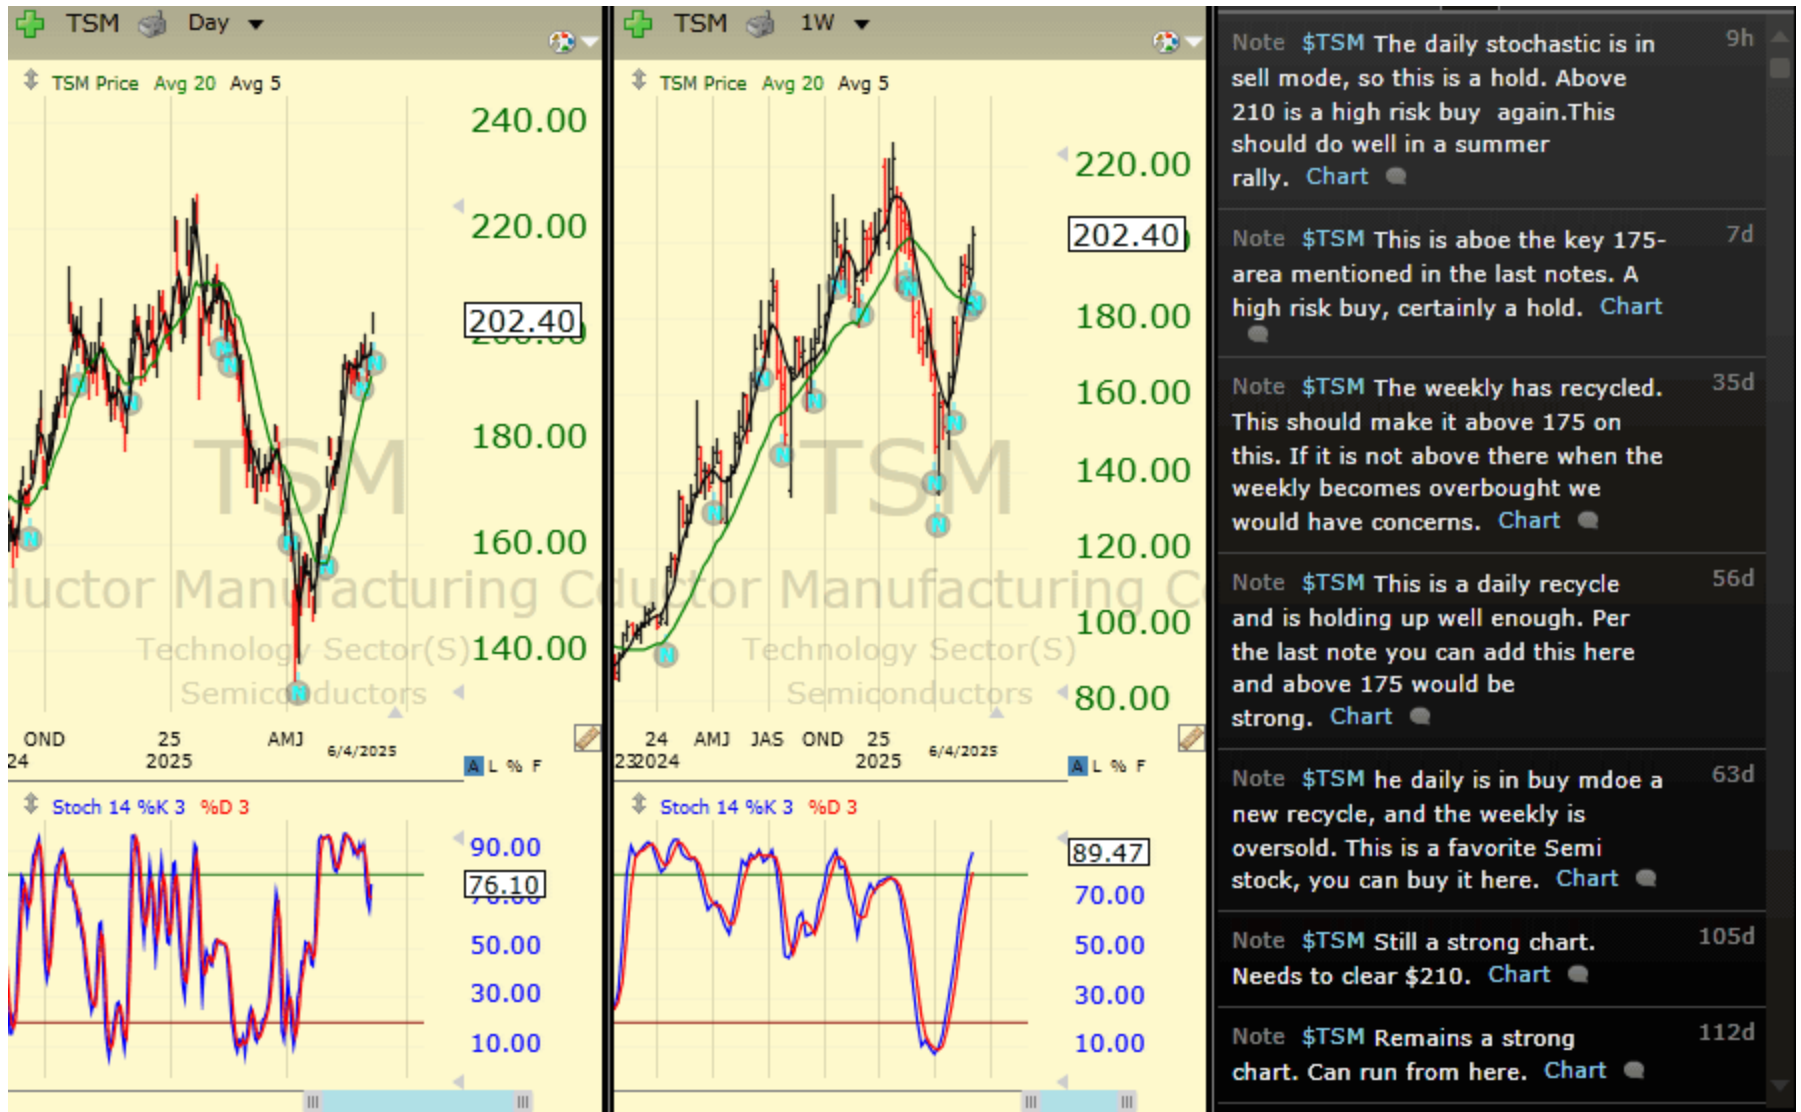 TSM Day
TSM Price Avg 20 Avg 5
240.00
220.00
202.40
180.00
160.00
140.00
TSM
ductor Manufacturing C
Technology Sector(S)
Semiconductors
OND 25 AMJ 6/4/2025
24 2025
A L % F
Stoch 14 %K 3 %D 3
90.00
76.10
50.00
30.00
10.00
TSM 1W
TSM Price Avg 20 Avg 5
220.00
202.40
180.00
160.00
140.00
120.00
100.00
80.00
TSM
ductor Manufacturing C
Technology Sector(S)
Semiconductors
24 AMJ JAS OND 25 6/4/2025
232024 2025
A L % F
Stoch 14 %K 3 %D 3
89.47
70.00
50.00
30.00
10.00
Note $TSM The daily stochastic is in 9h
sell mode, so this is a hold. Above
210 is a high risk buy again.This
should do well in a summer
rally. Chart
Note $TSM This is aboe the key 175- 7d
area mentioned in the last notes. A
high risk buy, certainly a hold. Chart
Note $TSM The weekly has recycled. 35d
This should make it above 175 on
this. If it is not above there when the
weekly becomes overbought we
would have concerns. Chart
Note $TSM This is a daily recycle 56d
and is holding up well enough. Per
the last note you can add this here
and above 175 would be
strong. Chart
Note $TSM he daily is in buy mdoe a 63d
new recycle, and the weekly is
oversold. This is a favorite Semi
stock, you can buy it here. Chart
Note $TSM Still a strong chart. 105d
Needs to clear $210. Chart
Note $TSM Remains a strong 112d
chart. Can run from here. Chart